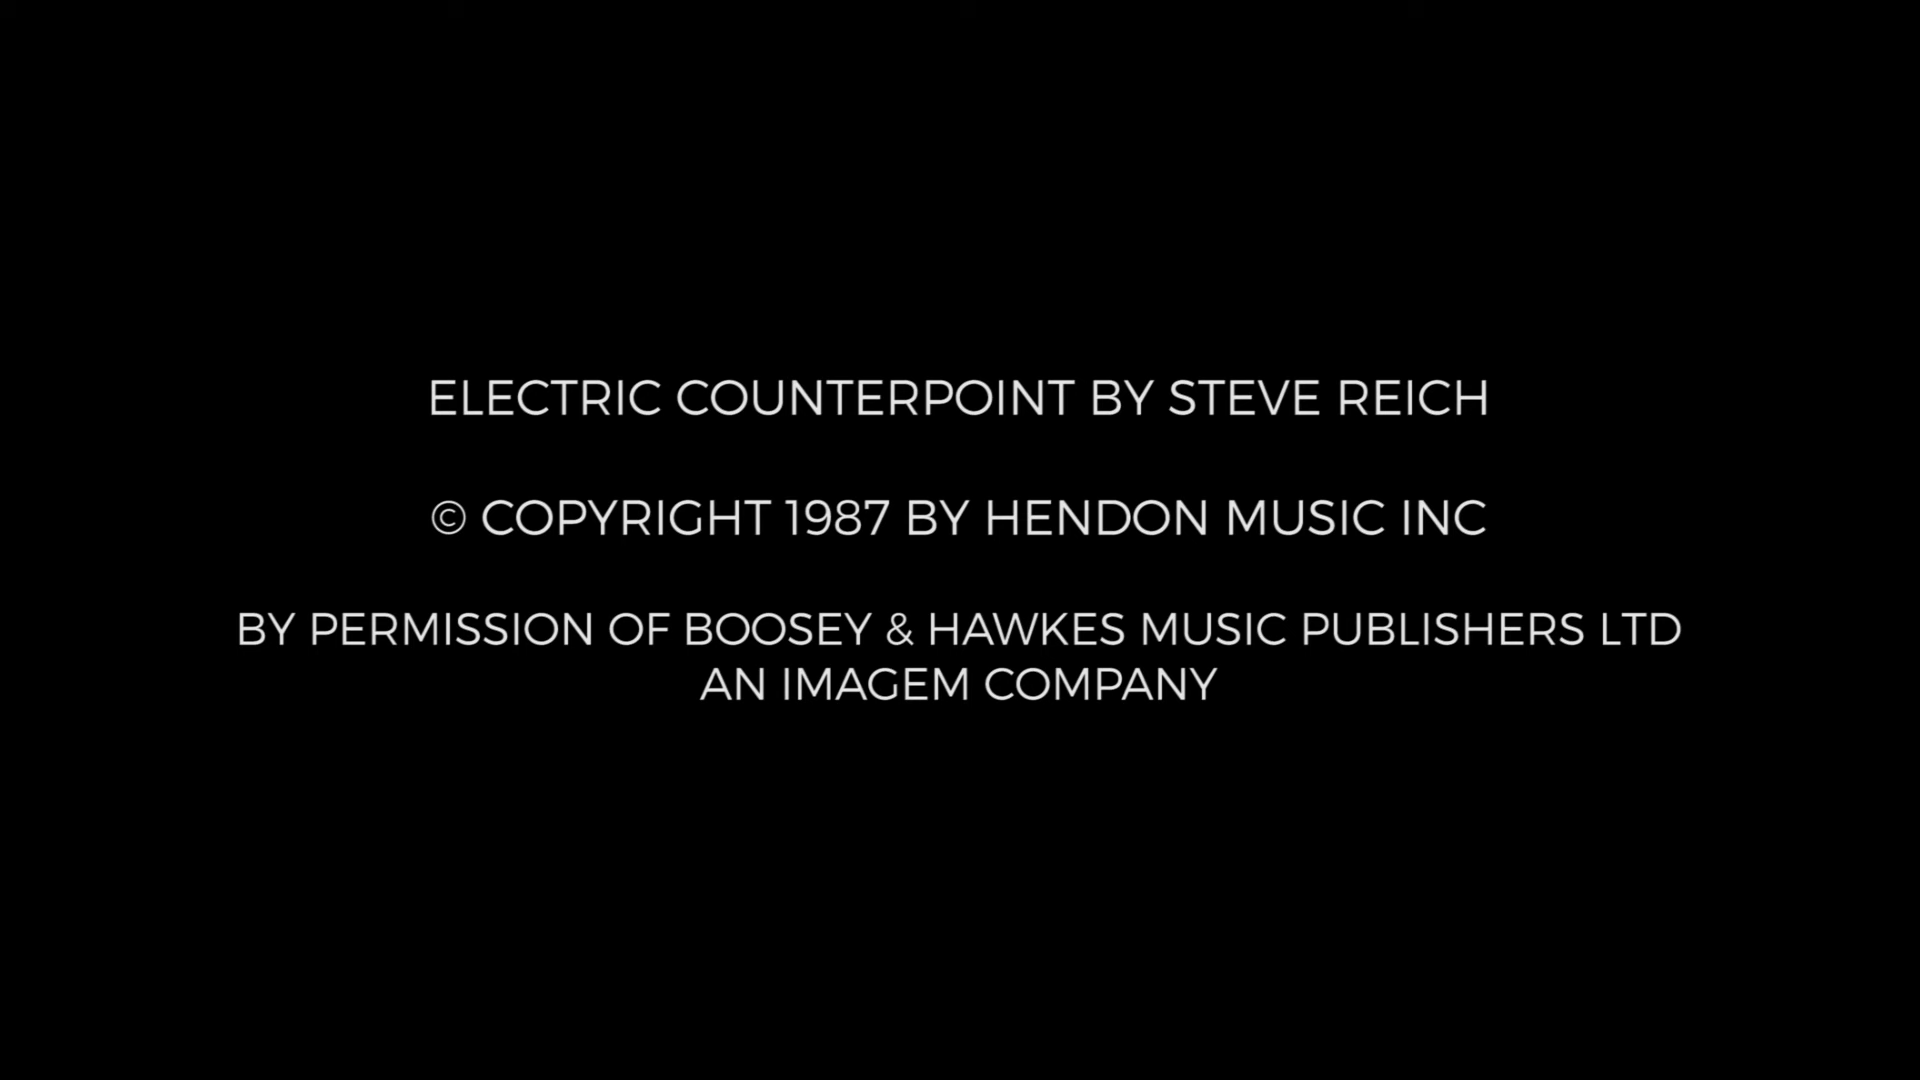 ELECTRIC COUNTERPOINT BY STEVE REICH
© COPYRIGHT 1987 BY HENDON MUSIC INC
BY PERMISSION OF BOOSEY & HAWKES MUSIC PUBLISHERS LTD
AN IMAGEM COMPANY